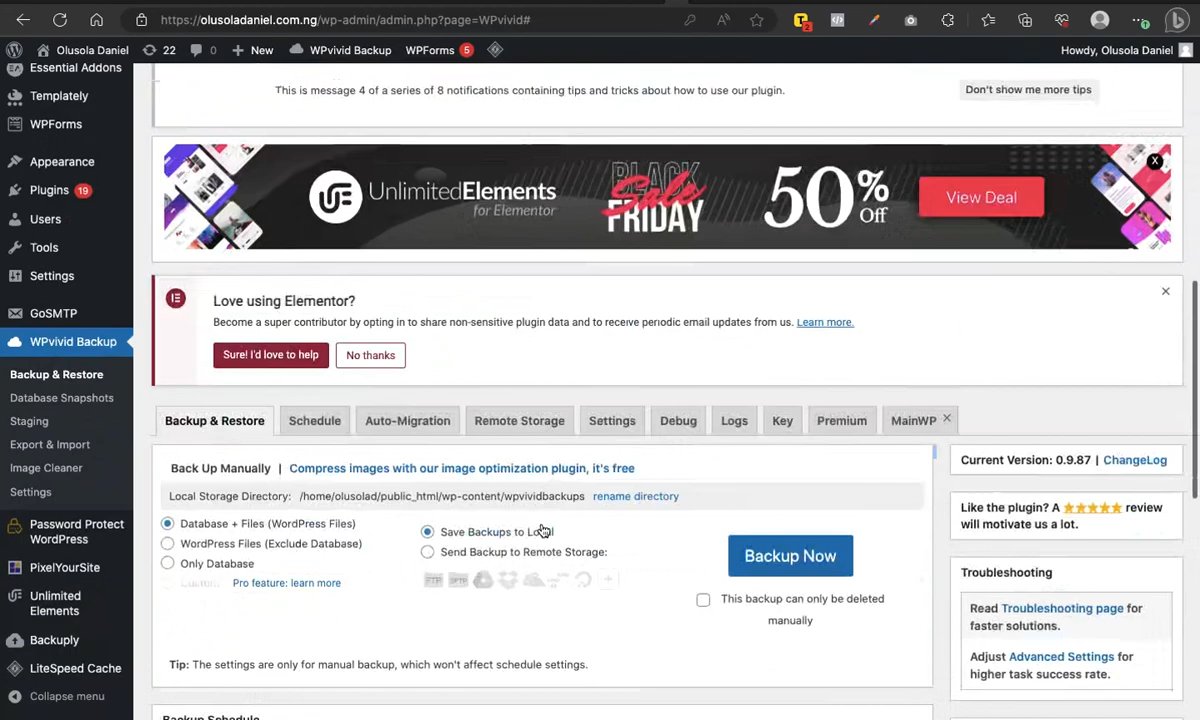 https://olusoladaniel.com.ng/wp-admin/admin.php?page=WPvivid#
2
Olusola Daniel
22
0
New
WPvivid Backup
WPForms 5
Howdy, Olusola Daniel
Essential Addons
Templately
WPForms
Appearance
Plugins 19
Users
Tools
Settings
GoSMTP
WPvivid Backup
Backup & Restore
Database Snapshots
Staging
Export & Import
Image Cleaner
Settings
Password Protect
WordPress
PixelYourSite
Unlimited
Elements
Backuply
LiteSpeed Cache
Collapse menu
This is message 4 of a series of 8 notifications containing tips and tricks about how to use our plugin.
Don't show me more tips
UnlimitedElements
for Elementor
BLACK
Sale
FRIDAY
50% Off
View Deal
X
Love using Elementor?
Become a super contributor by opting in to share non-sensitive plugin data and to receive periodic email updates from us. Learn more.
Sure! I'd love to help
No thanks
Backup & Restore
Schedule
Auto-Migration
Remote Storage
Settings
Debug
Logs
Key
Premium
MainWP
Back Up Manually | Compress images with our image optimization plugin, it's free
Local Storage Directory: /home/olusolad/public_html/wp-content/wpvividbackups rename directory
Database + Files (WordPress Files)
WordPress Files (Exclude Database)
Only Database
Custom
Pro feature: learn more
Save Backups to Local
Send Backup to Remote Storage:
FTP
SFTP
Backup Now
This backup can only be deleted
manually
Tip: The settings are only for manual backup, which won't affect schedule settings.
Backup Schedule
Current Version: 0.9.87 | ChangeLog
Like the plugin? A ★★★★★ review
will motivate us a lot.
Troubleshooting
Read Troubleshooting page for
faster solutions.
Adjust Advanced Settings for
higher task success rate.